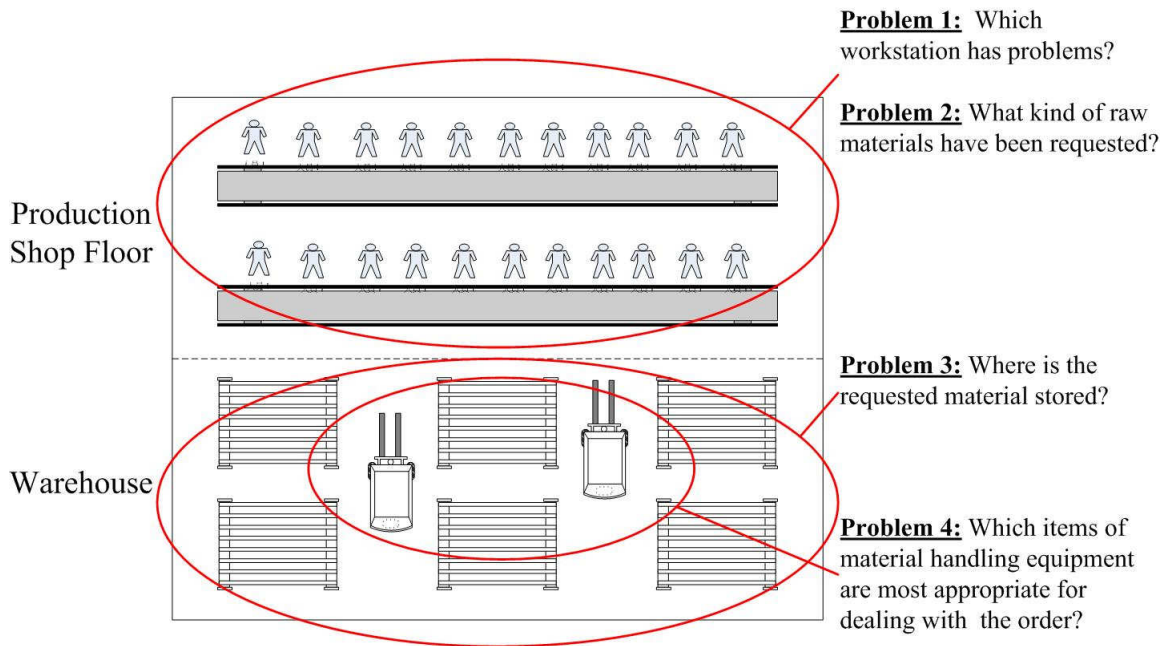 Problem 1: Which
workstation has problems?
Problem 2: What kind of raw
materials have been requested?
Production
Shop Floor
Problem 3: Where is the
requested material stored?
Warehouse
Problem 4: Which items of
material handling equipment
are most appropriate for
dealing with the order?